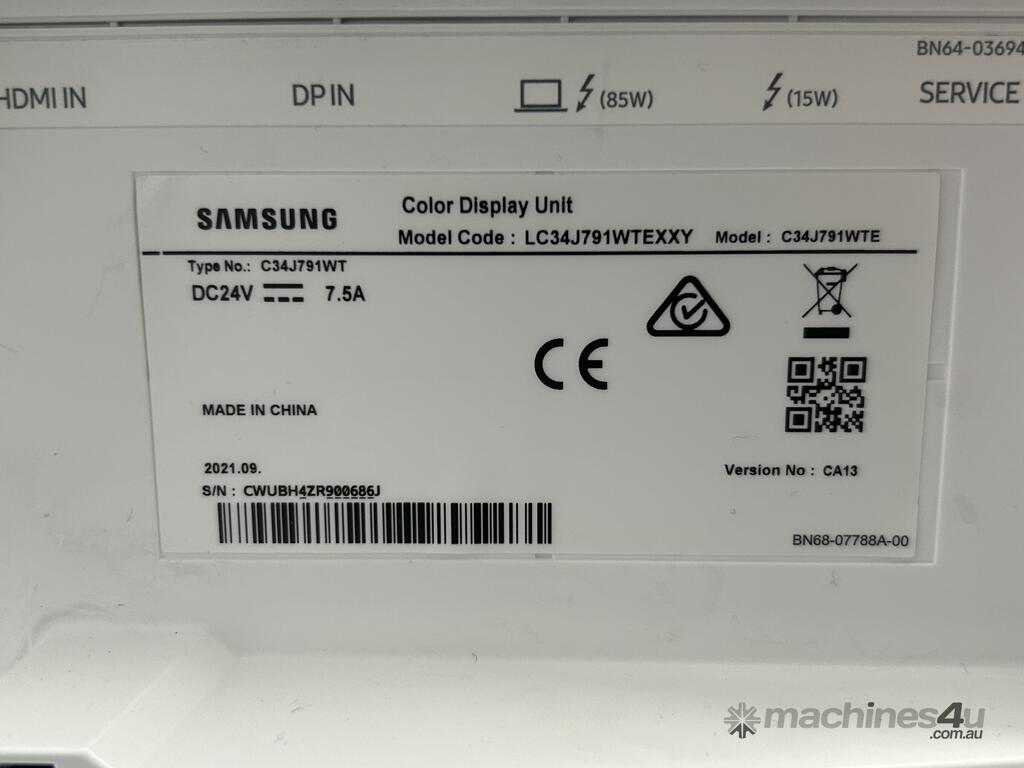 BN64-03694
HDMI IN DP IN (85W) (15W) SERVICE
SAMSUNG
Color Display Unit
Model Code : LC34J791WTEXXY Model : C34J791WTE
Type No.: C34J791WT
DC24V 7.5A
CE
MADE IN CHINA
2021.09.
Version No : CA13
S/N : CWUBH4ZR900686J
BN68-07788A-00
machines4u
.com.au